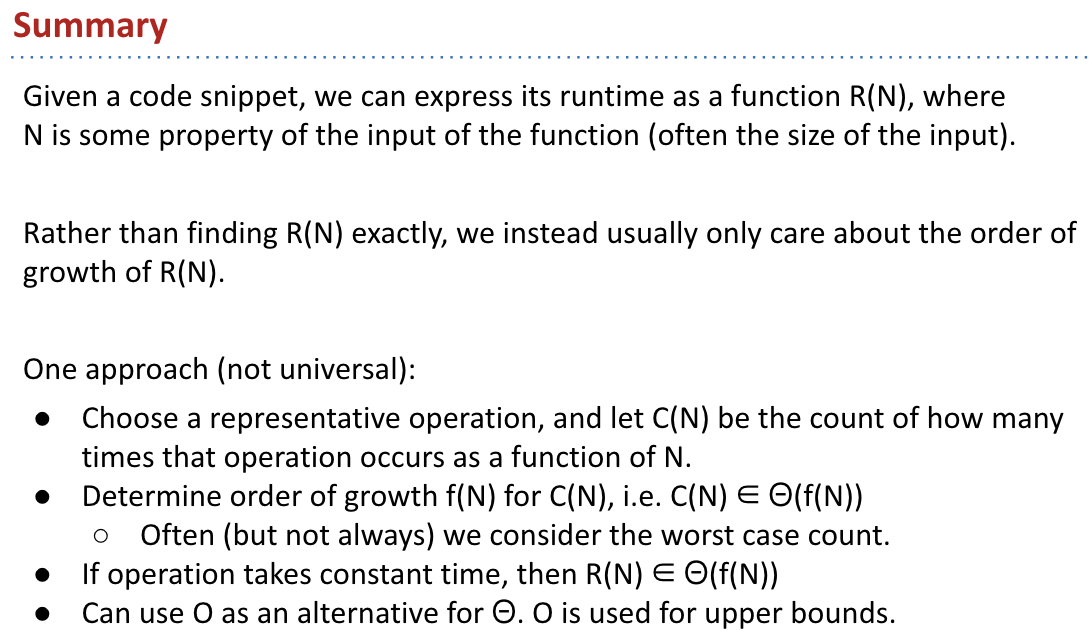 Summary
Given a code snippet, we can express its runtime as a function R(N), where
N is some property of the input of the function (often the size of the input).
Rather than finding R(N) exactly, we instead usually only care about the order of
growth of R(N).
One approach (not universal):
● Choose a representative operation, and let C(N) be the count of how many
times that operation occurs as a function of N.
● Determine order of growth f(N) for C(N), i.e. C(N) ∈ Θ(f(N))
○ Often (but not always) we consider the worst case count.
● If operation takes constant time, then R(N) ∈ Θ(f(N))
● Can use O as an alternative for Θ. O is used for upper bounds.